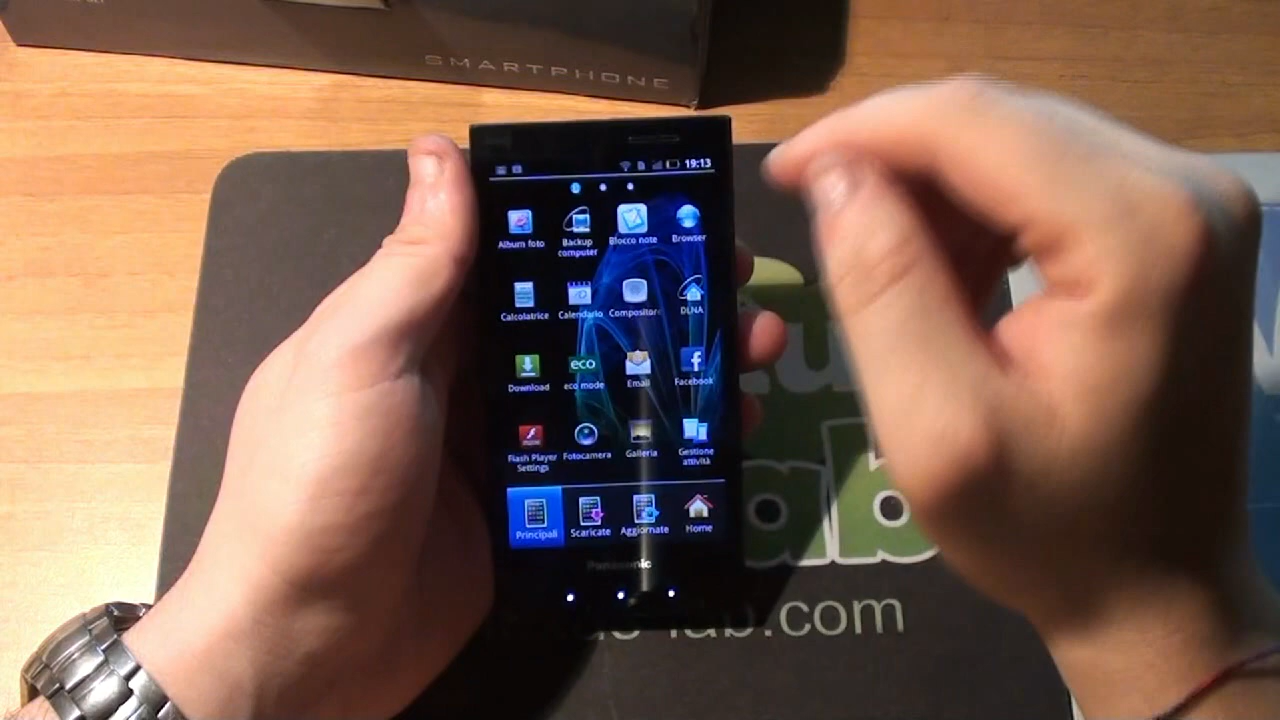 SMARTPHONE
19:13
Album foto
Backup computer
Blocco note
Browser
Calcolatrice
Calendario
Compositore
DLNA
Download
eco
eco mode
Email
Facebook
Flash Player Settings
Fotocamera
Galleria
Gestione attività
Principali
Scaricate
Aggiornate
Home
Panasonic
lab.com